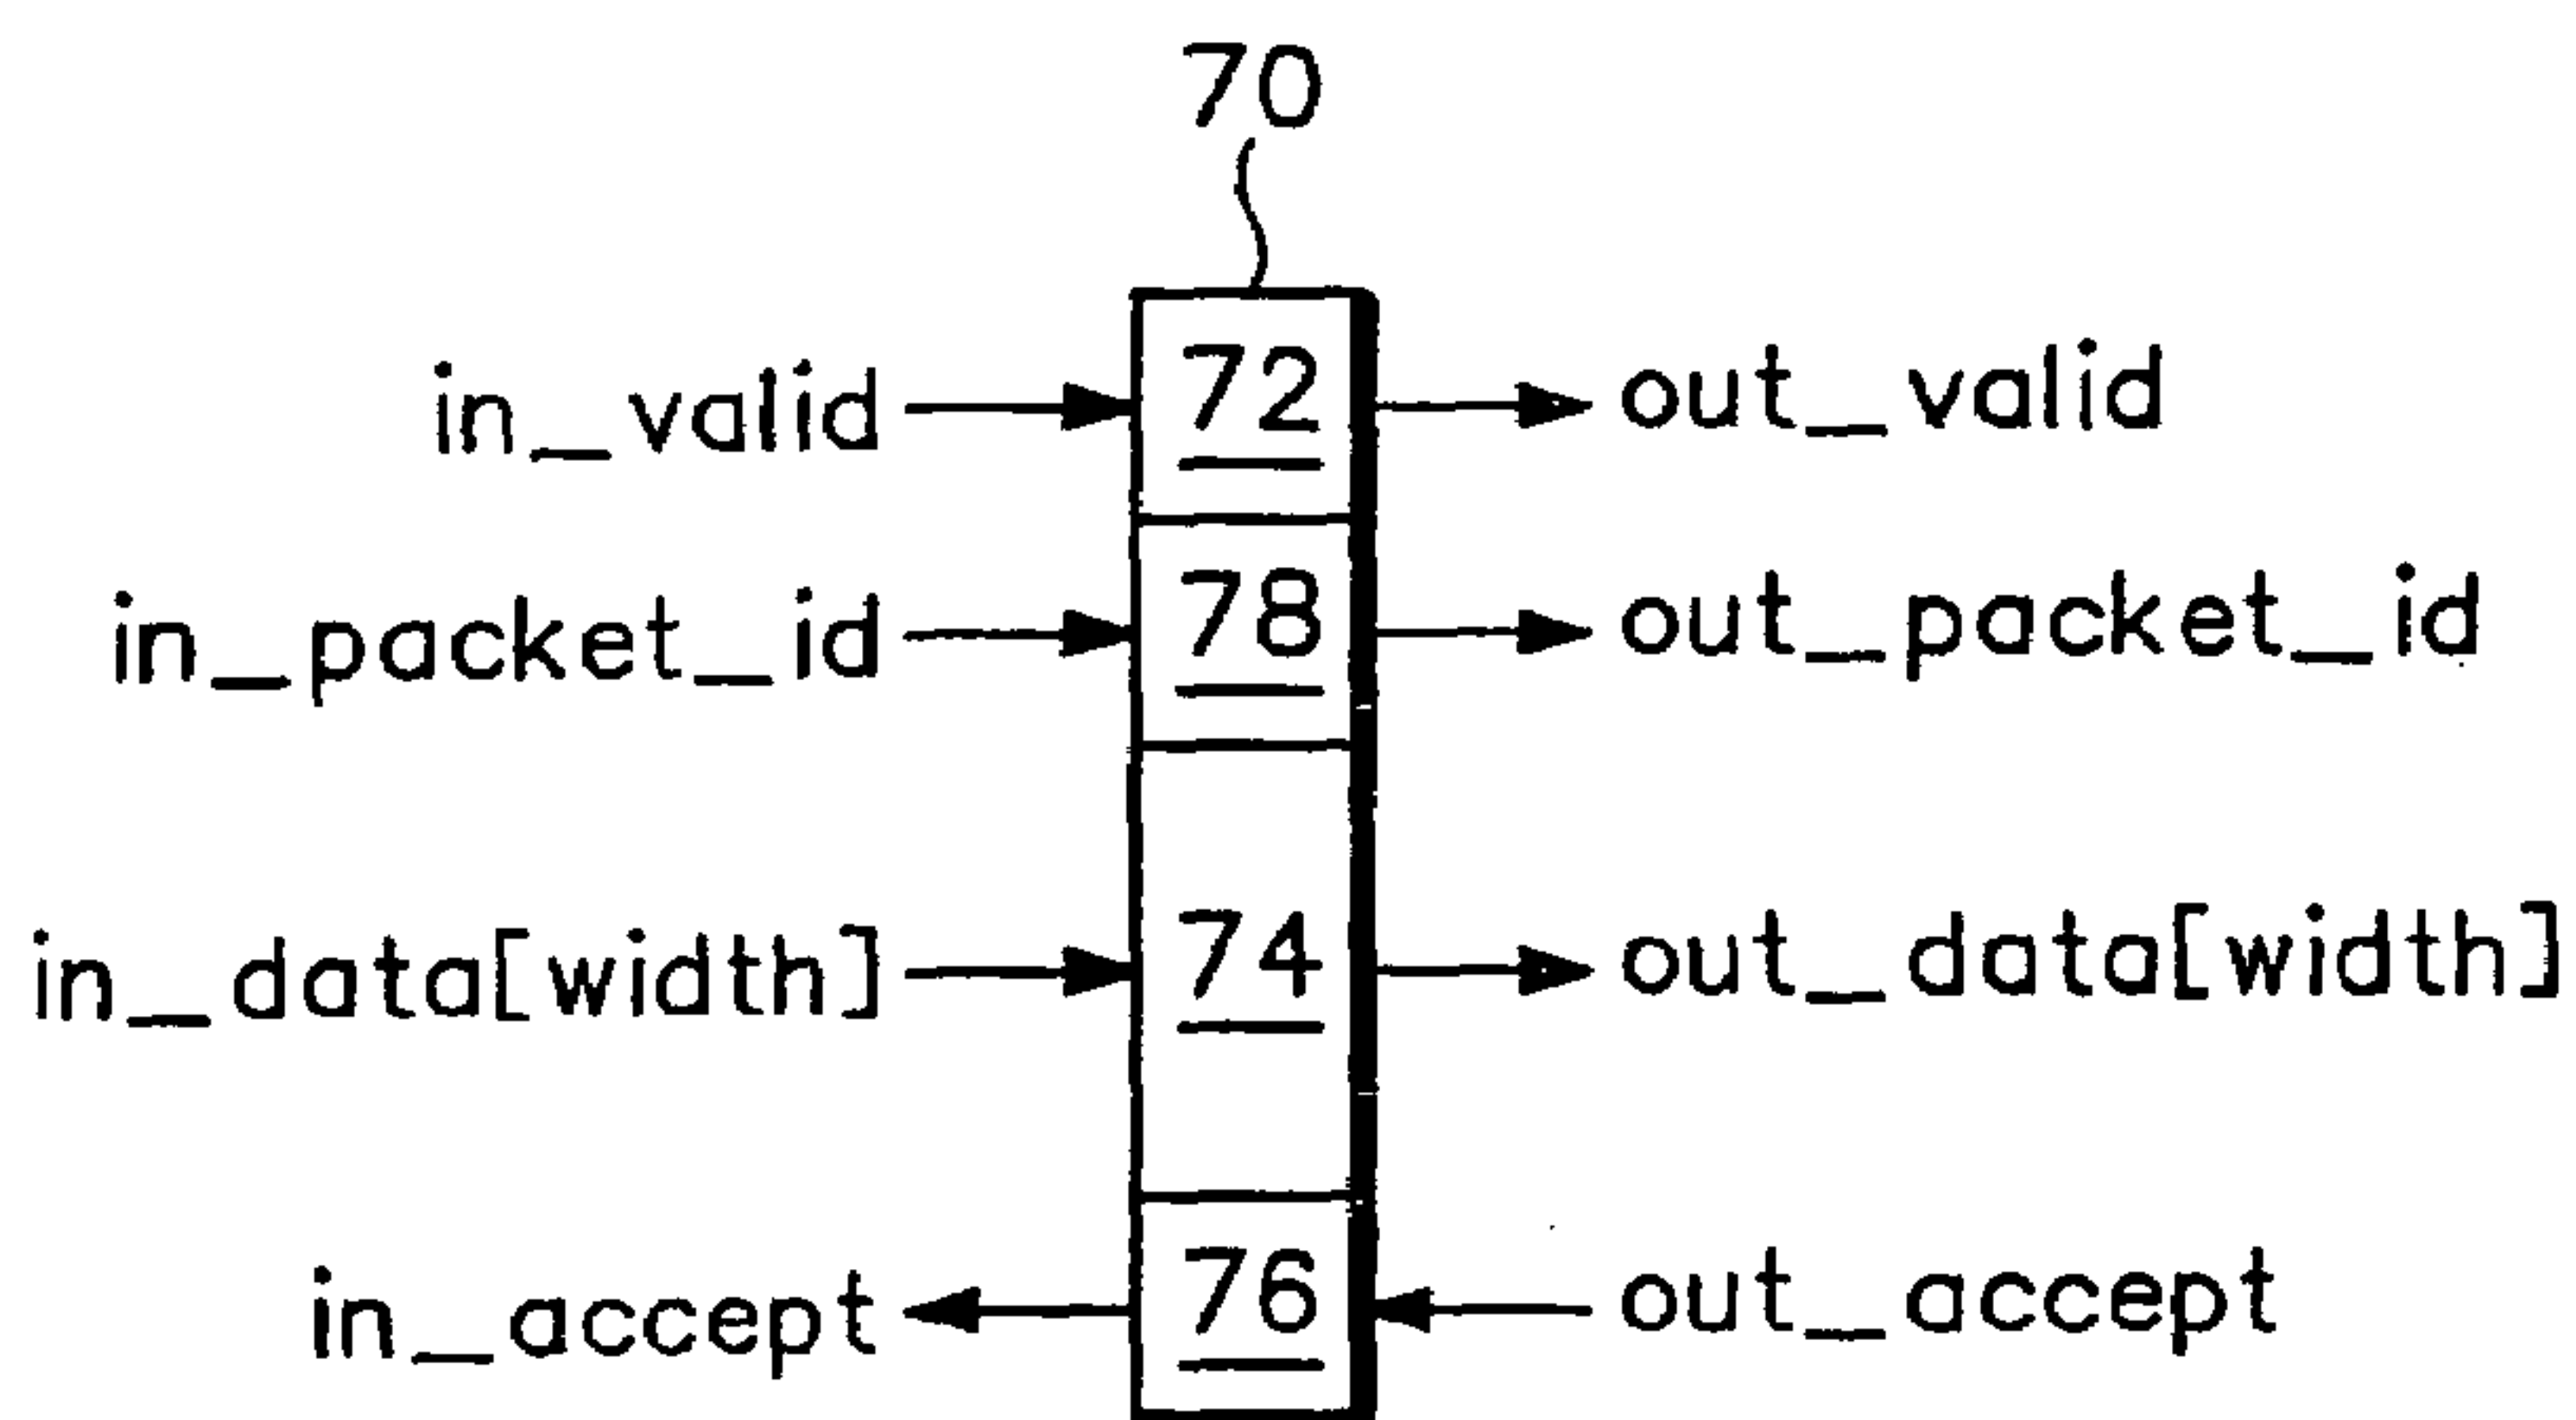 70
in_valid 72 out_valid
in_packet_id 78 out_packet_id
in_data[width] 74 out_data[width]
in_accept 76 out_accept